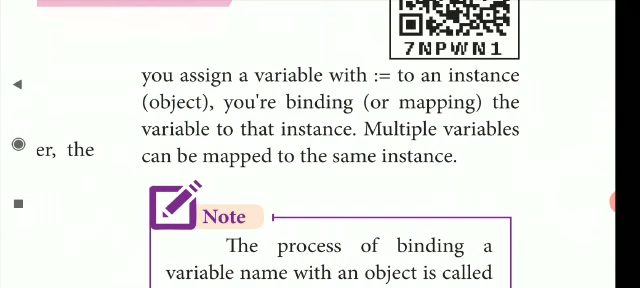 7NPWN1
you assign a variable with := to an instance
(object), you're binding (or mapping) the
variable to that instance. Multiple variables
can be mapped to the same instance.
er, the
Note
The process of binding a
variable name with an object is called